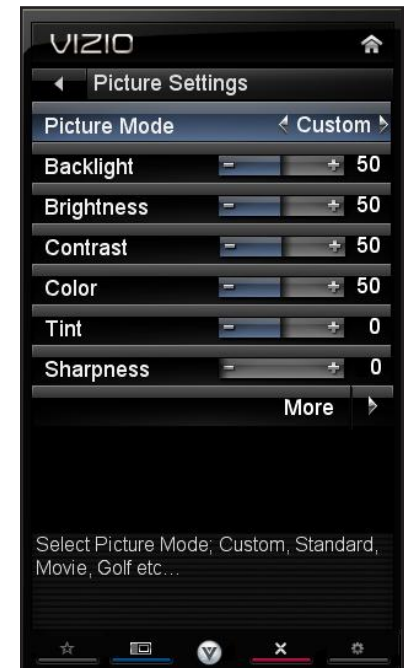 VIZIO
Picture Settings
Picture Mode Custom
Backlight - + 50
Brightness - + 50
Contrast - + 50
Color - + 50
Tint - + 0
Sharpness - + 0
More
Select Picture Mode; Custom, Standard,
Movie, Golf etc...
V